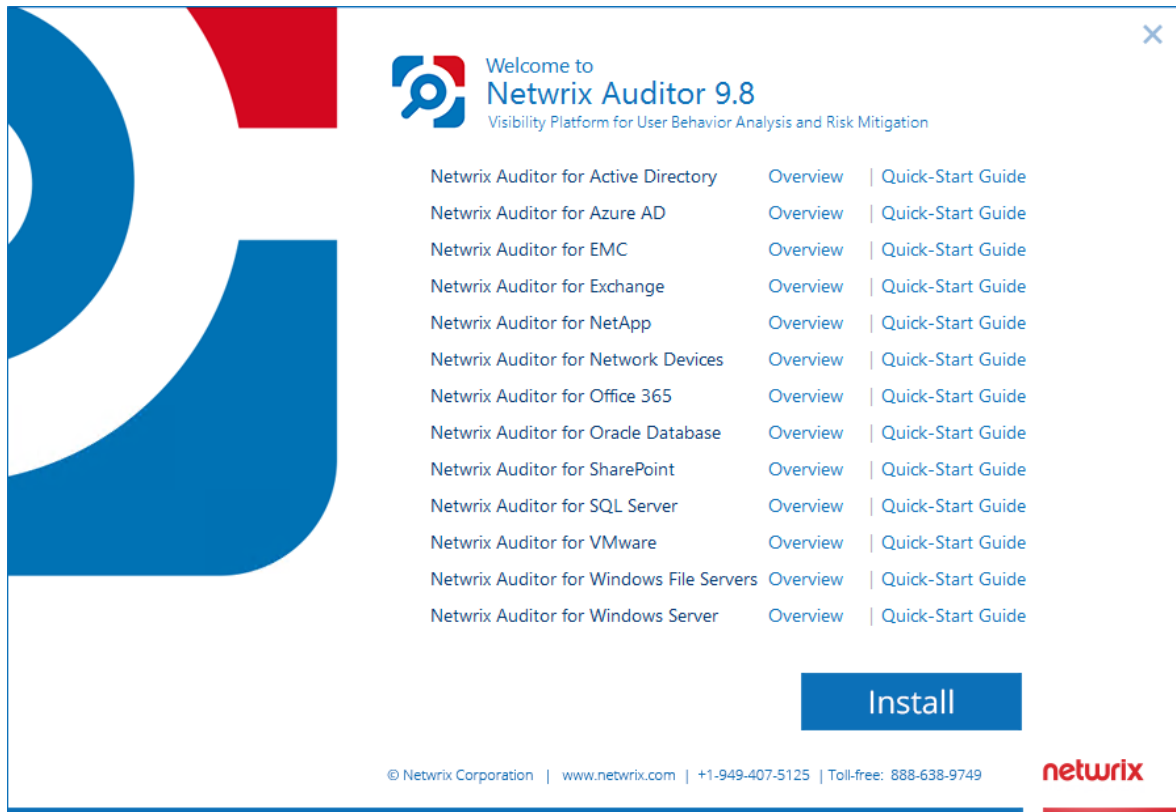 Welcome to
Netwrix Auditor 9.8
Visibility Platform for User Behavior Analysis and Risk Mitigation
Netwrix Auditor for Active Directory Overview | Quick-Start Guide
Netwrix Auditor for Azure AD Overview | Quick-Start Guide
Netwrix Auditor for EMC Overview | Quick-Start Guide
Netwrix Auditor for Exchange Overview | Quick-Start Guide
Netwrix Auditor for NetApp Overview | Quick-Start Guide
Netwrix Auditor for Network Devices Overview | Quick-Start Guide
Netwrix Auditor for Office 365 Overview | Quick-Start Guide
Netwrix Auditor for Oracle Database Overview | Quick-Start Guide
Netwrix Auditor for SharePoint Overview | Quick-Start Guide
Netwrix Auditor for SQL Server Overview | Quick-Start Guide
Netwrix Auditor for VMware Overview | Quick-Start Guide
Netwrix Auditor for Windows File Servers Overview | Quick-Start Guide
Netwrix Auditor for Windows Server Overview | Quick-Start Guide
Install
© Netwrix Corporation | www.netwrix.com | +1-949-407-5125 | Toll-free: 888-638-9749
netwrix